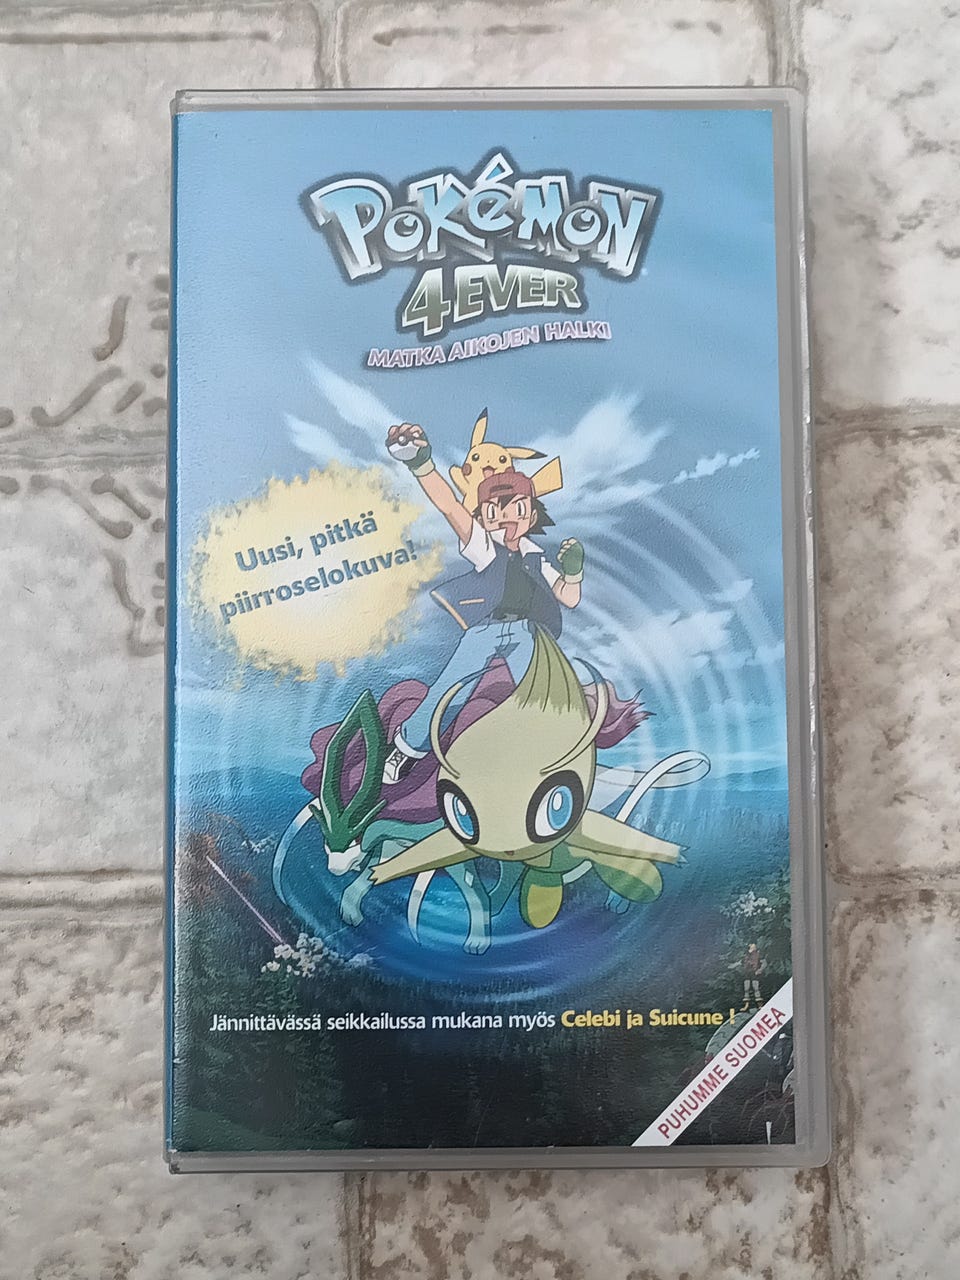 POKéMON
4EVER
MATKA AIKOJEN HALKI
Uusi, pitkä
piirroselokuva!
Jännittävässä seikkailussa mukana myös Celebi ja Suicune !
PUHUMME SUOMEA